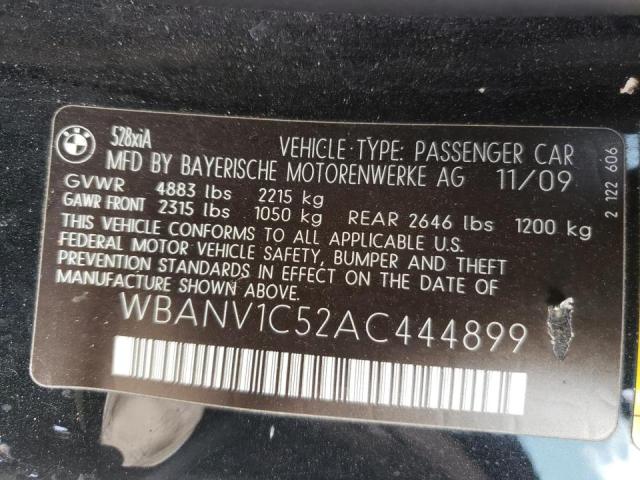 BMW
528xiA
VEHICLE TYPE: PASSENGER CAR
MFD BY BAYERISCHE MOTORENWERKE AG 11/09
GVWR 4883 lbs 2215 kg
GAWR FRONT 2315 lbs 1050 kg REAR 2646 lbs 1200 kg
THIS VEHICLE CONFORMS TO ALL APPLICABLE U.S.
FEDERAL MOTOR VEHICLE SAFETY, BUMPER AND THEFT
PREVENTION STANDARDS IN EFFECT ON THE DATE OF
MANUFACTURE SHOWN ABOVE.
WBANV1C52AC444899
2 122 606